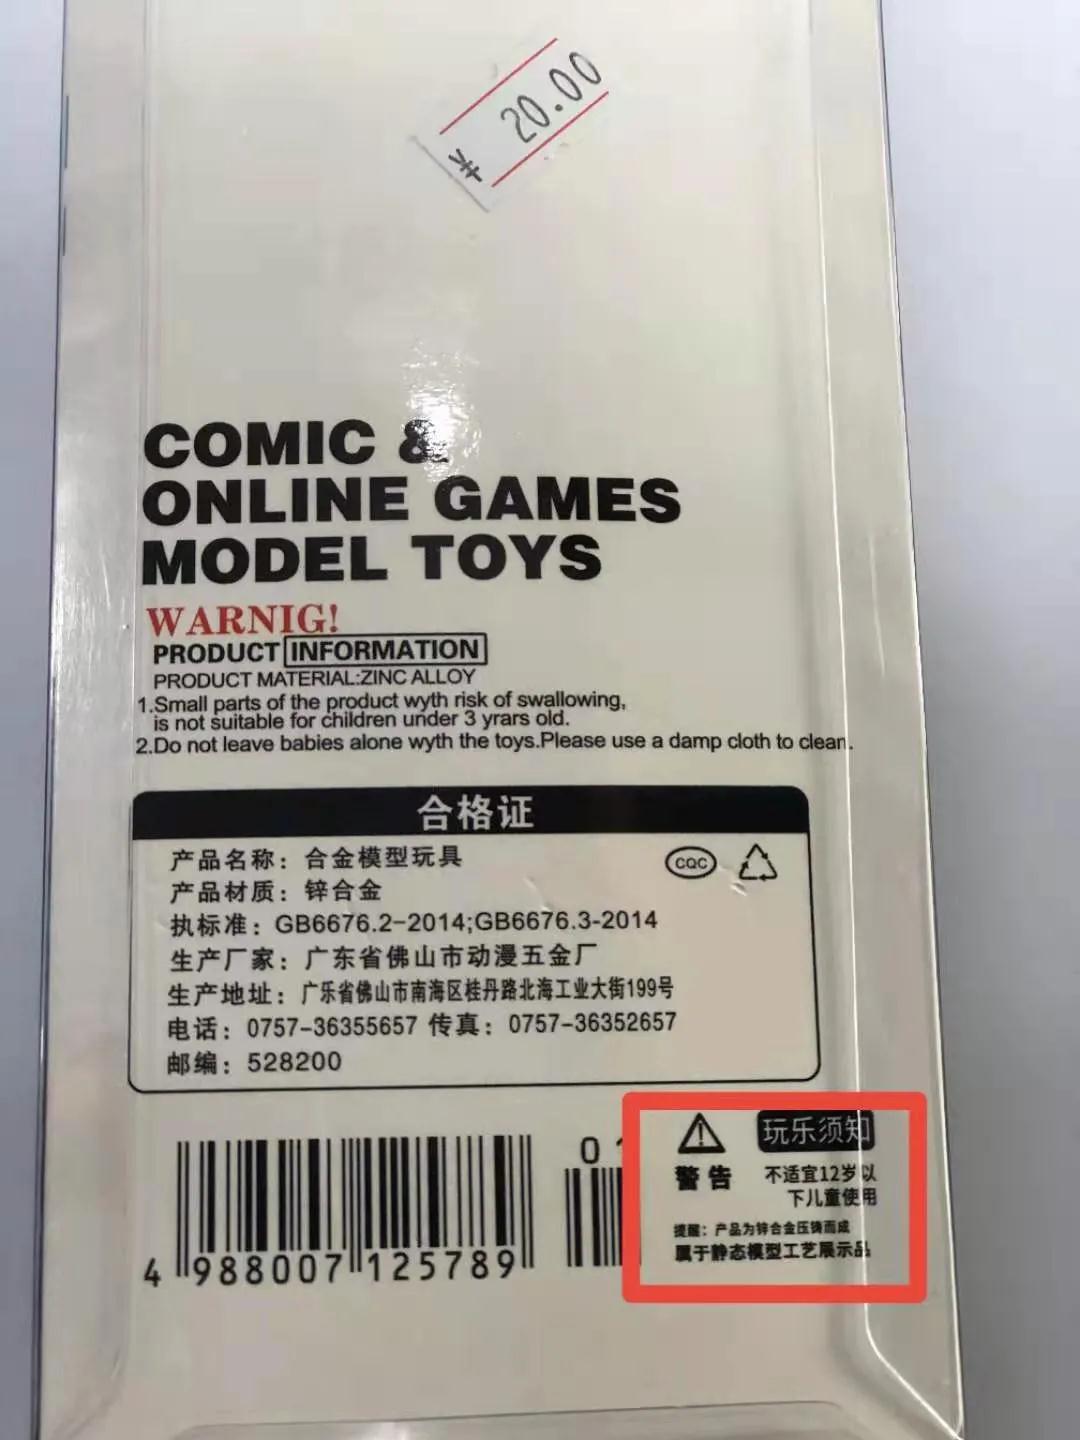 ¥ 20.00
COMIC &
ONLINE GAMES
MODEL TOYS
WARNIG!
PRODUCT INFORMATION
PRODUCT MATERIAL:ZINC ALLOY
1.Small parts of the product wyth risk of swallowing,
is not suitable for children under 3 yrars old.
2.Do not leave babies alone wyth the toys.Please use a damp cloth to clean.
合格证
产品名称：合金模型玩具
CQC
产品材质：锌合金
执标准：GB6676.2-2014;GB6676.3-2014
生产厂家：广东省佛山市动漫五金厂
生产地址：广乐省佛山市南海区桂丹路北海工业大街199号
电话：0757-36355657 传真：0757-36352657
邮编：528200
玩乐须知
警告
不适宜12岁以
下儿童使用
提醒：产品为锌合金压铸而成
属于静态模型工艺展示品
0
4 988007 125789